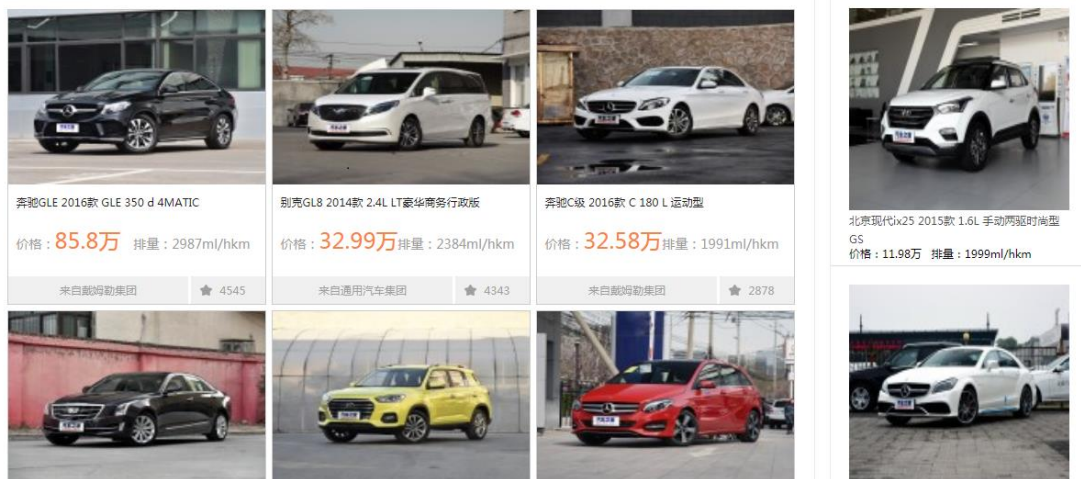 奔驰GLE 2016款 GLE 350 d 4MATIC
价格：85.8万 排量：2987ml/hkm
来自戴姆勒集团 ★ 4545
别克GL8 2014款 2.4L LT豪华商务行政版
价格：32.99万排量：2384ml/hkm
来自通用汽车集团 ★ 4343
奔驰C级 2016款 C 180 L 运动型
价格：32.58万排量：1991ml/hkm
来自戴姆勒集团 ★ 2878
北京现代ix25 2015款 1.6L 手动两驱时尚型
GS
价格：11.98万 排量：1999ml/hkm